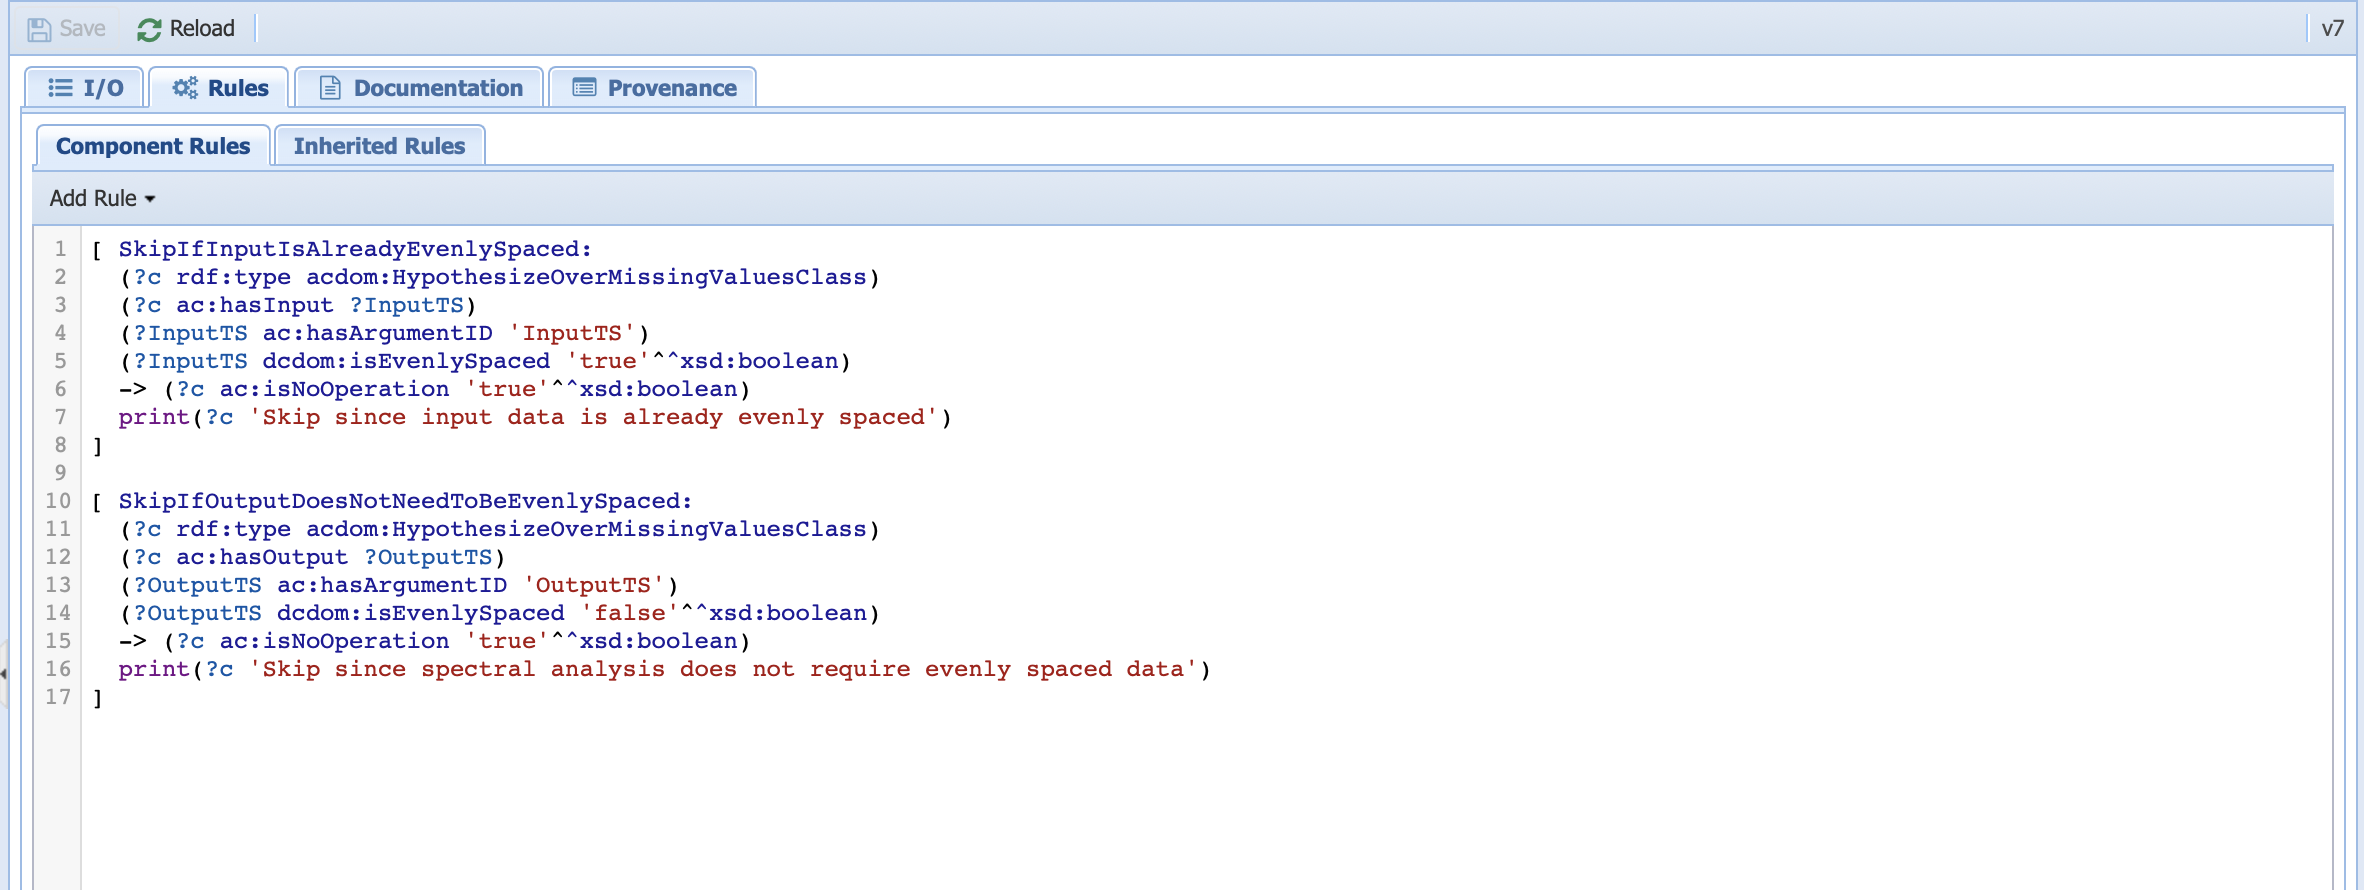 Save Reload v7
I/O Rules Documentation Provenance
Component Rules Inherited Rules
Add Rule
1 [ SkipIfInputIsAlreadyEvenlySpaced:
2 (?c rdf:type acdom:HypothesizeOverMissingValuesClass)
3 (?c ac:hasInput ?InputTS)
4 (?InputTS ac:hasArgumentID 'InputTS')
5 (?InputTS dcdom:isEvenlySpaced 'true'^^xsd:boolean)
6 -> (?c ac:isNoOperation 'true'^^xsd:boolean)
7 print(?c 'Skip since input data is already evenly spaced')
8 ]
9
10 [ SkipIfOutputDoesNotNeedToBeEvenlySpaced:
11 (?c rdf:type acdom:HypothesizeOverMissingValuesClass)
12 (?c ac:hasOutput ?OutputTS)
13 (?OutputTS ac:hasArgumentID 'OutputTS')
14 (?OutputTS dcdom:isEvenlySpaced 'false'^^xsd:boolean)
15 -> (?c ac:isNoOperation 'true'^^xsd:boolean)
16 print(?c 'Skip since spectral analysis does not require evenly spaced data')
17 ]